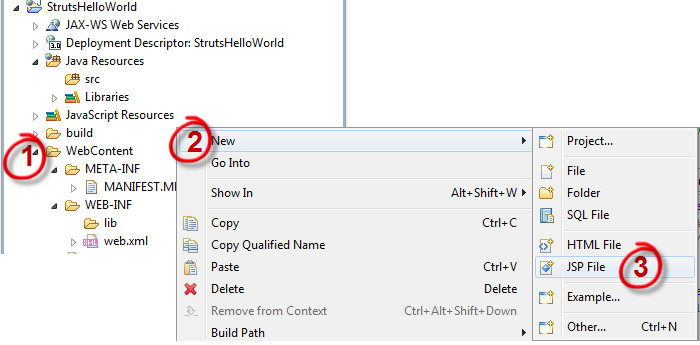 StrutsHelloWorld
JAX-WS Web Services
3.0 Deployment Descriptor: StrutsHelloWorld
Java Resources
src
Libraries
JavaScript Resources
build
1 WebContent
META-INF
MANIFEST.M
WEB-INF
lib
web.xml
2 New
Go Into
Show In Alt+Shift+W
Copy Ctrl+C
Copy Qualified Name
Paste Ctrl+V
Delete Delete
Remove from Context Ctrl+Alt+Shift+Down
Build Path
Project...
File
Folder
SQL File
HTML File
JSP File 3
Example...
Other... Ctrl+N